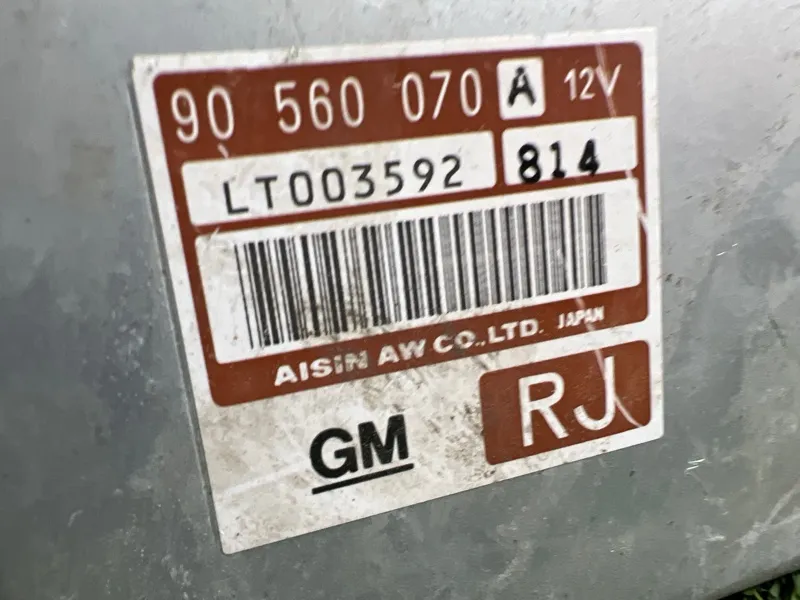 90 560 070 A 12V
LT003592 814
AISIN AW CO.,LTD. JAPAN
GM RJ